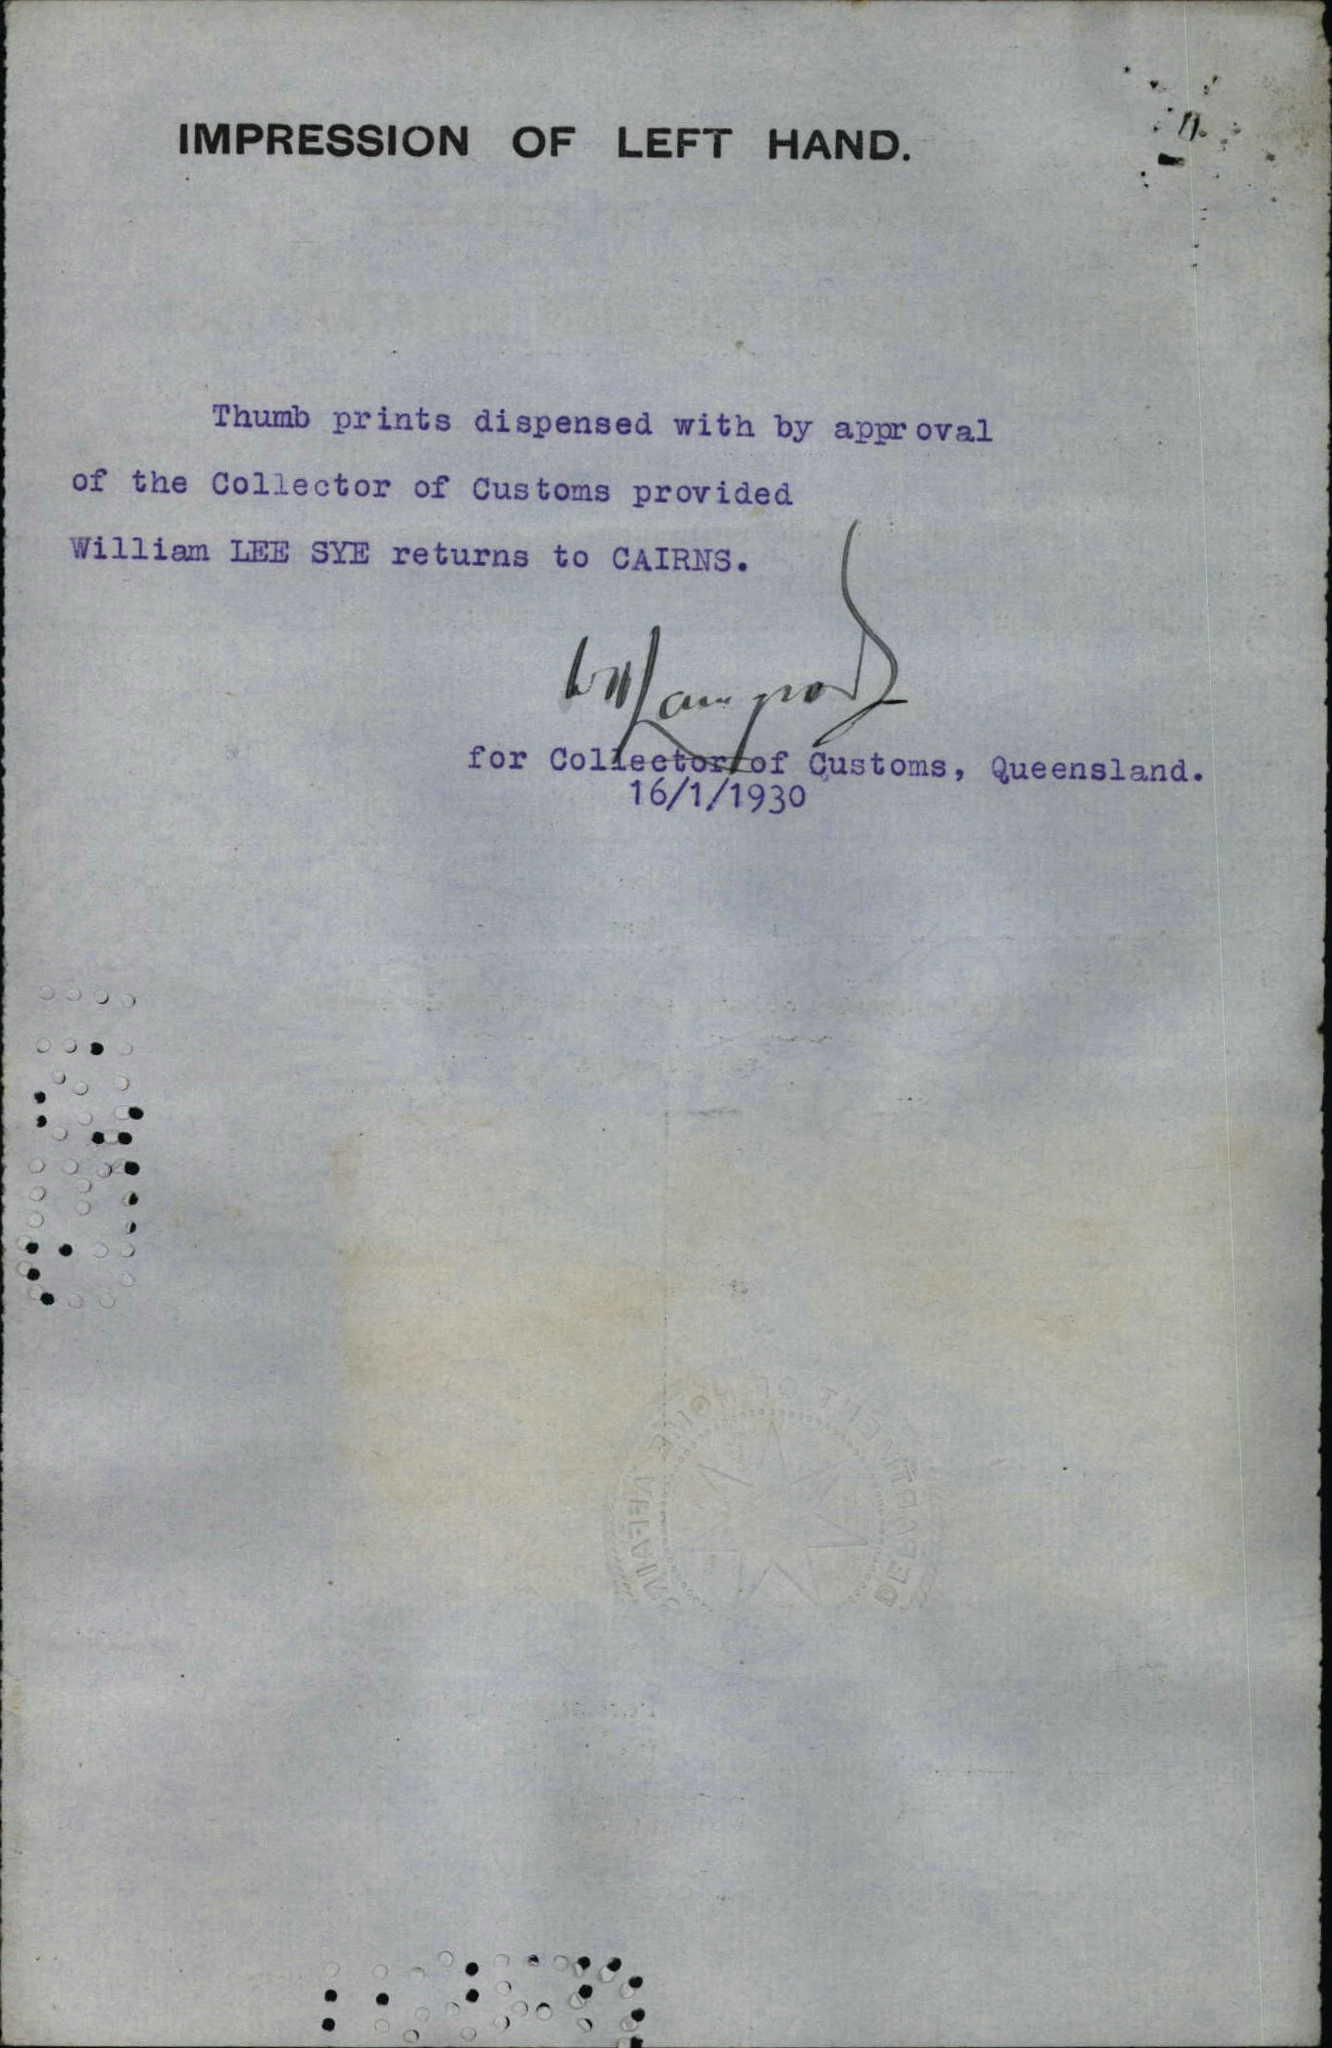 IMPRESSION OF LEFT HAND.
Thumb prints dispensed with by approval
of the Collector of Customs provided
William LEE SYE returns to CAIRNS.
for Collector of Customs, Queensland.
16/1/1930